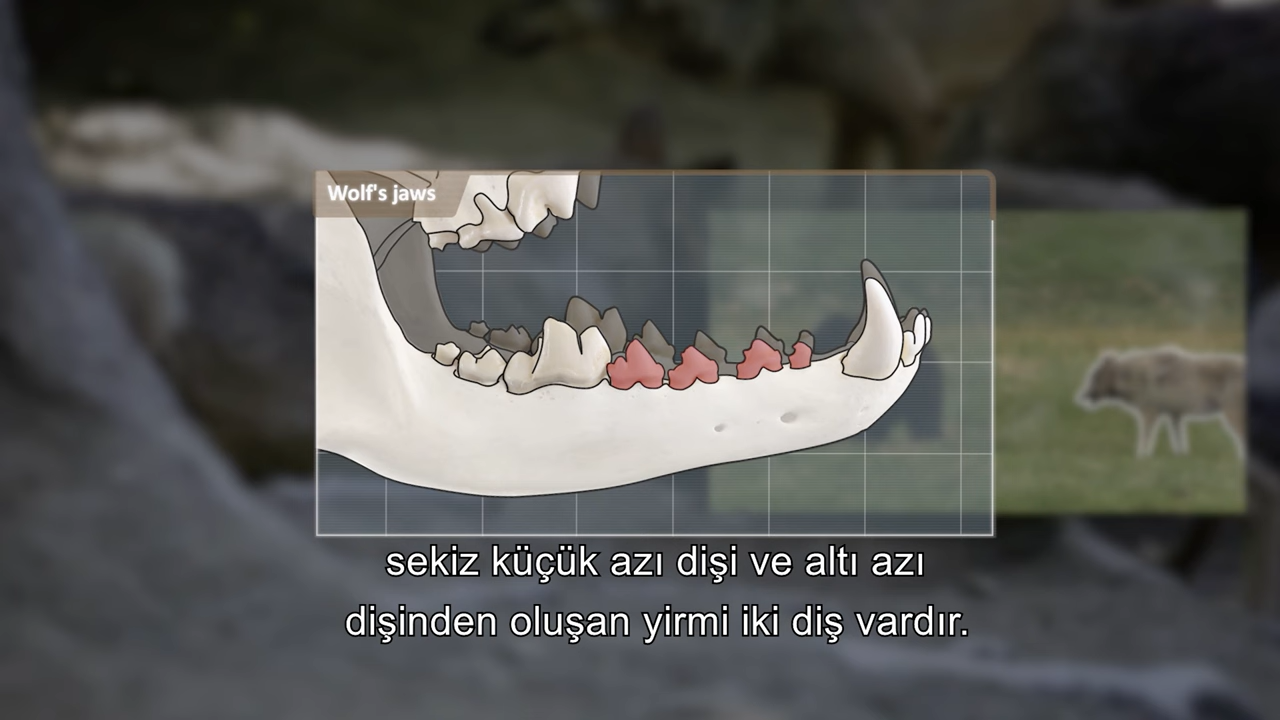 Wolf's jaws
sekiz küçük azı dişi ve altı azı
dişinden oluşan yirmi iki diş vardır.